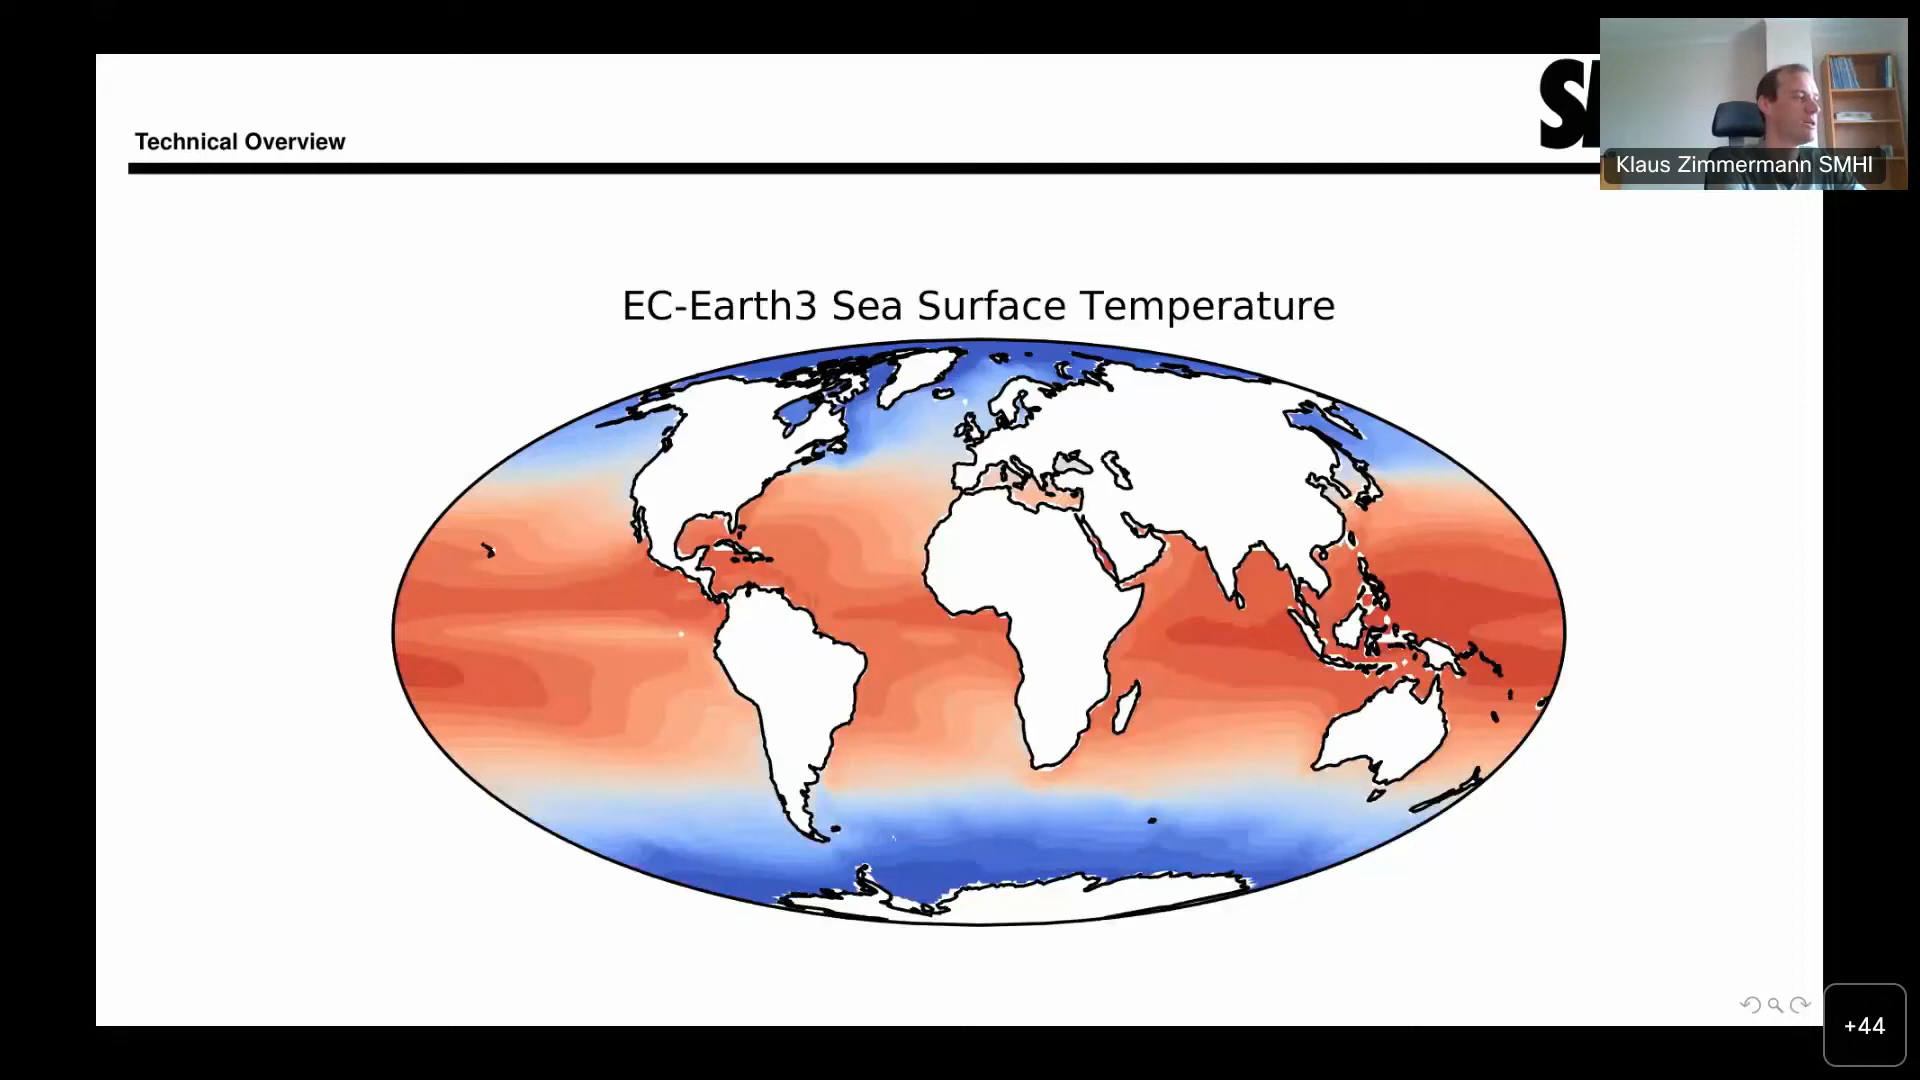 Technical Overview
Klaus Zimmermann SMHI
EC-Earth3 Sea Surface Temperature
+44